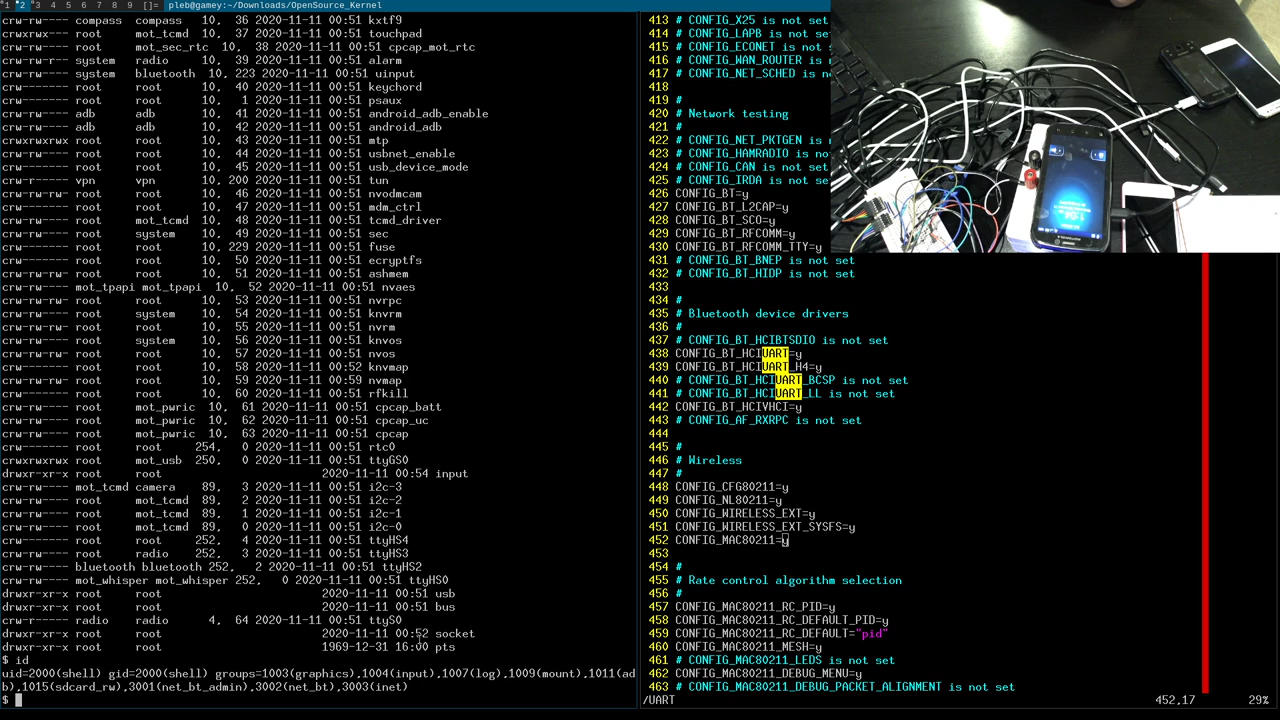 1 2 3 4 5 6 7 8 9 []= pleb@gamey:~/Downloads/OpenSource_Kernel
crw-rw---- compass compass 10, 36 2020-11-11 00:51 kxtf9
crwxrwx--- root mot_tcmd 10, 37 2020-11-11 00:51 touchpad
crw-rw---- root mot_sec_rtc 10, 38 2020-11-11 00:51 cpcap_mot_rtc
crw-rw-r-- system radio 10, 39 2020-11-11 00:51 alarm
crw-rw---- system bluetooth 10, 223 2020-11-11 00:51 uinput
crw------- root root 10, 40 2020-11-11 00:51 keychord
crw------- root root 10, 1 2020-11-11 00:51 psaux
crw-rw---- adb adb 10, 41 2020-11-11 00:51 android_adb_enable
crw-rw---- adb adb 10, 42 2020-11-11 00:51 android_adb
crwxrwxrwx root root 10, 43 2020-11-11 00:51 mtp
crw------- root root 10, 44 2020-11-11 00:51 usbnet_enable
crw------- root root 10, 45 2020-11-11 00:51 usb_device_mode
crw-r----- vpn vpn 10, 200 2020-11-11 00:51 tun
crw-rw-rw- root root 10, 46 2020-11-11 00:51 nvodmcam
crw------- root root 10, 47 2020-11-11 00:51 mdm_ctrl
crw-rw---- root mot_tcmd 10, 48 2020-11-11 00:51 tcmd_driver
crw-rw---- root system 10, 49 2020-11-11 00:51 sec
crw-rw---- root root 10, 229 2020-11-11 00:51 fuse
crw------- root root 10, 50 2020-11-11 00:51 ecryptfs
crw-rw-rw- root root 10, 51 2020-11-11 00:51 ashmem
crw-rw---- mot_tpapi mot_tpapi 10, 52 2020-11-11 00:51 nvaes
crw-rw-rw- root root 10, 53 2020-11-11 00:51 nvrpc
crw-rw---- root system 10, 54 2020-11-11 00:51 knvrm
crw-rw-rw- root root 10, 55 2020-11-11 00:51 nvrm
crw-rw---- root system 10, 56 2020-11-11 00:51 knvos
crw-rw-rw- root root 10, 57 2020-11-11 00:51 nvos
crw-rw---- root root 10, 58 2020-11-11 00:52 knvmap
crw-rw-rw- root root 10, 59 2020-11-11 00:59 nvmap
crw-rw-r-- root root 10, 60 2020-11-11 00:51 rfkill
crw-rw---- root mot_pwric 10, 61 2020-11-11 00:51 cpcap_batt
crw-rw---- root mot_pwric 10, 62 2020-11-11 00:51 cpcap_uc
crw-rw---- root mot_pwric 10, 63 2020-11-11 00:51 cpcap
crw-rw---- root root 254, 0 2020-11-11 00:51 rtc0
crwxrwxrwx root mot_usb 250, 0 2020-11-11 00:51 ttyGS0
drwxr-xr-x root root 2020-11-11 00:54 input
crw-rw---- mot_tcmd camera 89, 3 2020-11-11 00:51 i2c-3
crw-rw---- root mot_tcmd 89, 2 2020-11-11 00:51 i2c-2
crw-rw---- root mot_tcmd 89, 1 2020-11-11 00:51 i2c-1
crw-rw---- root mot_tcmd 89, 0 2020-11-11 00:51 i2c-0
crw-rw---- root root 252, 4 2020-11-11 00:51 ttyHS4
crw-rw---- root radio 252, 3 2020-11-11 00:51 ttyHS3
crw-rw---- bluetooth bluetooth 252, 2 2020-11-11 00:51 ttyHS2
crw-rw---- mot_whisper mot_whisper 252, 0 2020-11-11 00:51 ttyHS0
drwxr-xr-x root root 2020-11-11 00:51 usb
drwxr-xr-x root root 2020-11-11 00:51 bus
crw-rw---- radio radio 4, 64 2020-11-11 00:51 ttyS0
drwxr-xr-x root root 2020-11-11 00:52 socket
drwxr-xr-x root root 1969-12-31 16:00 pts
$ id
uid=2000(shell) gid=2000(shell) groups=1003(graphics),1004(input),1007(log),1009(mount),1011(ad
b),1015(sdcard_rw),3001(net_bt_admin),3002(net_bt),3003(inet)
$
413 # CONFIG_X25 is not set
414 # CONFIG_LAPB is not set
415 # CONFIG_ECONET is not
416 # CONFIG_WAN_ROUTER is
417 # CONFIG_NET_SCHED is n
418
419 #
420 # Network testing
421 #
422 # CONFIG_NET_PKTGEN is
423 # CONFIG_HAMRADIO is no
424 # CONFIG_CAN is not set
425 # CONFIG_IRDA is not set
426 CONFIG_BT=y
427 CONFIG_BT_L2CAP=y
428 CONFIG_BT_SCO=y
429 CONFIG_BT_RFCOMM=y
430 CONFIG_BT_RFCOMM_TTY=y
431 # CONFIG_BT_BNEP is not set
432 # CONFIG_BT_HIDP is not set
433
434 #
435 # Bluetooth device drivers
436 #
437 # CONFIG_BT_HCIBTSDIO is not set
438 CONFIG_BT_HCIUART=y
439 CONFIG_BT_HCIUART_H4=y
440 # CONFIG_BT_HCIUART_BCSP is not set
441 # CONFIG_BT_HCIUART_LL is not set
442 CONFIG_BT_HCIVHCI=y
443 # CONFIG_AF_RXRPC is not set
444
445 #
446 # Wireless
447 #
448 CONFIG_CFG80211=y
449 CONFIG_NL80211=y
450 CONFIG_WIRELESS_EXT=y
451 CONFIG_WIRELESS_EXT_SYSFS=y
452 CONFIG_MAC80211=y
453
454 #
455 # Rate control algorithm selection
456 #
457 CONFIG_MAC80211_RC_PID=y
458 CONFIG_MAC80211_RC_DEFAULT_PID=y
459 CONFIG_MAC80211_RC_DEFAULT="pid"
460 CONFIG_MAC80211_MESH=y
461 # CONFIG_MAC80211_LEDS is not set
462 CONFIG_MAC80211_DEBUG_MENU=y
463 # CONFIG_MAC80211_DEBUG_PACKET_ALIGNMENT is not set
/UART 452,17 29%